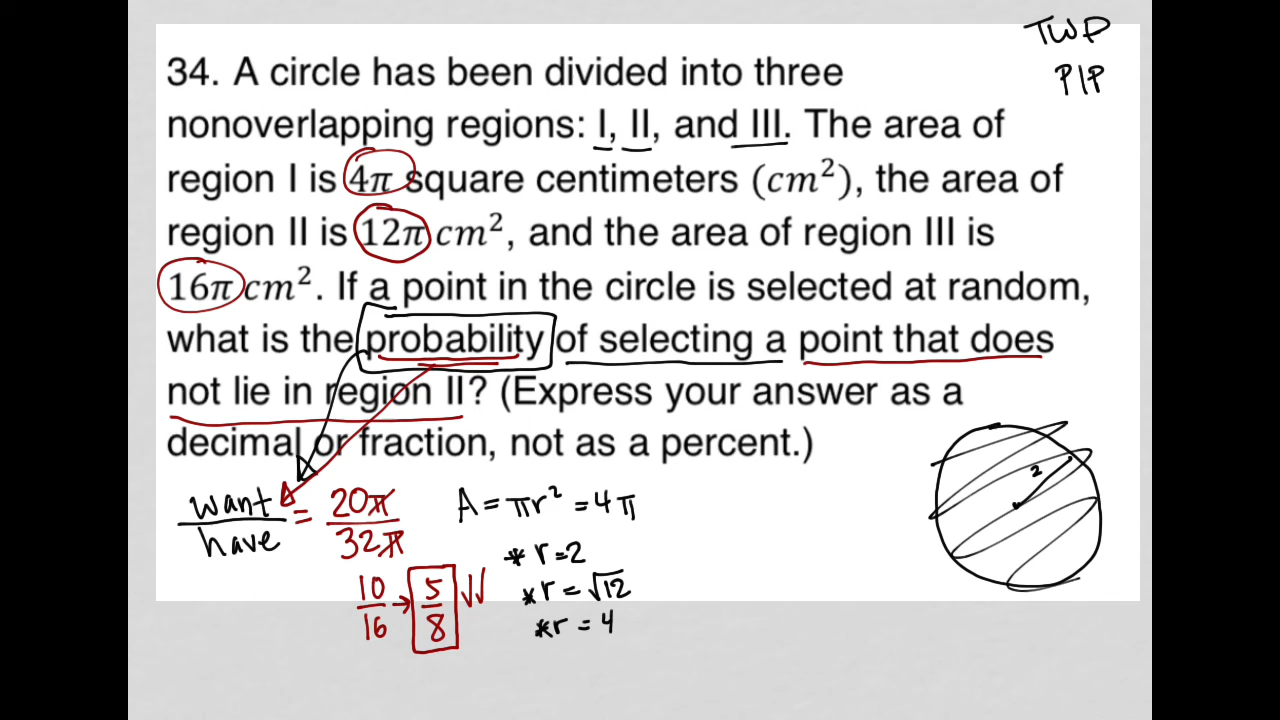 TWP
P|P
34. A circle has been divided into three
nonoverlapping regions: I, II, and III. The area of
region I is 4π square centimeters (cm²), the area of
region II is 12π cm², and the area of region III is
16π cm². If a point in the circle is selected at random,
what is the probability of selecting a point that does
not lie in region II? (Express your answer as a
decimal or fraction, not as a percent.)
want/have = 20π/32π
10/16 → 5/8
A = πr² = 4π
* r = 2
* r = √12
* r = 4
2